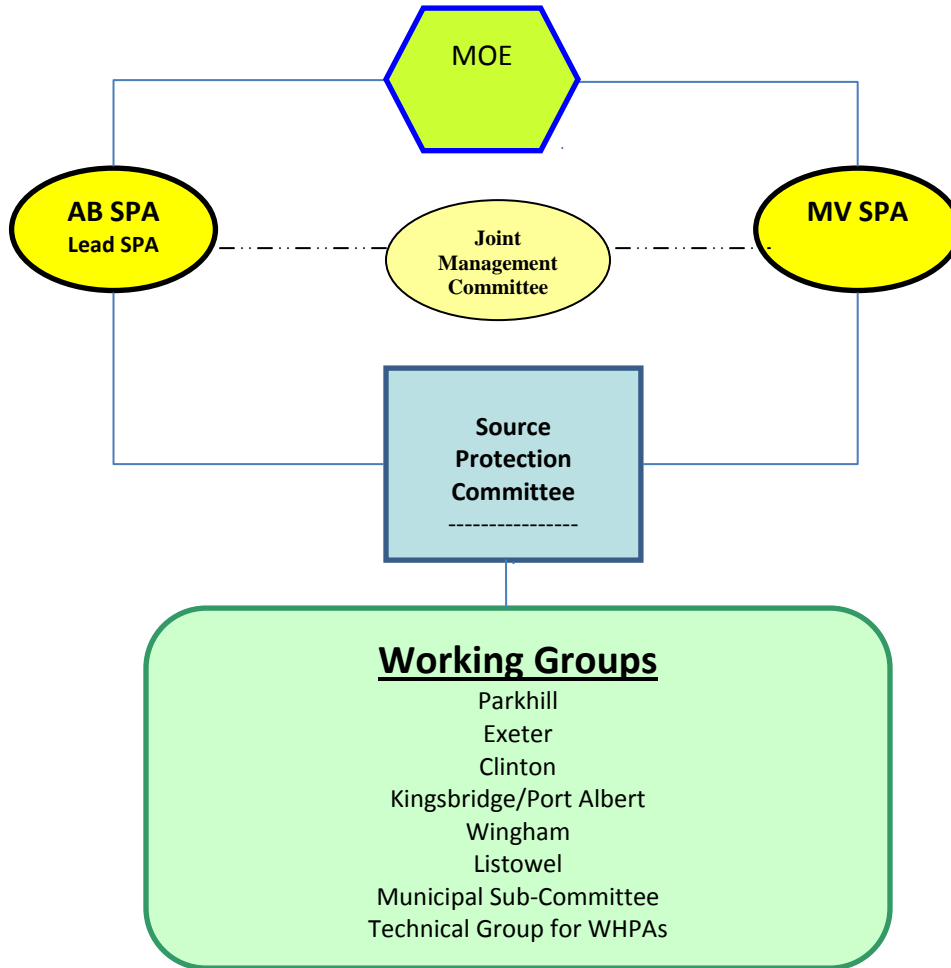 MOE
AB SPA
Lead SPA
MV SPA
Joint
Management
Committee
Source
Protection
Committee
----------------
Working Groups
Parkhill
Exeter
Clinton
Kingsbridge/Port Albert
Wingham
Listowel
Municipal Sub-Committee
Technical Group for WHPAs